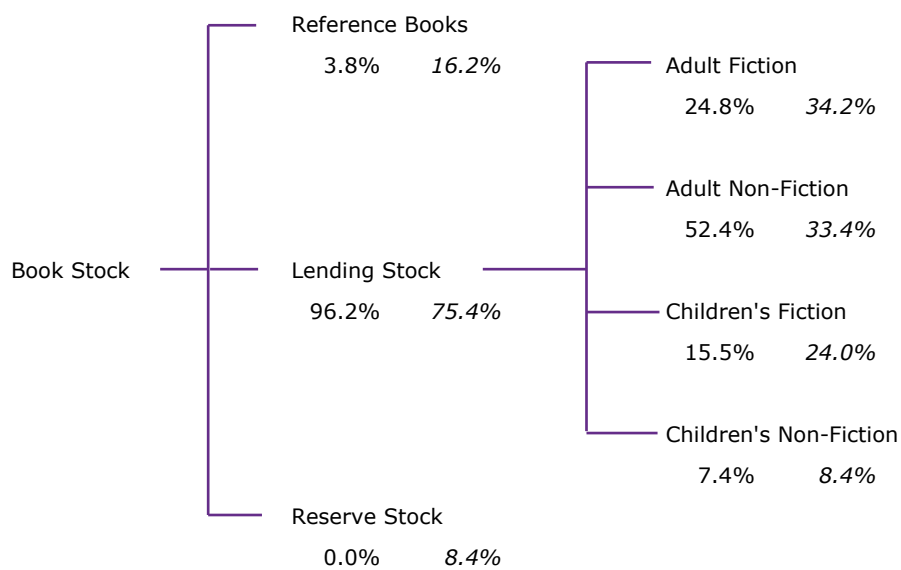 Reference Books
3.8% 16.2%
Adult Fiction
24.8% 34.2%
Adult Non-Fiction
52.4% 33.4%
Book Stock
Lending Stock
96.2% 75.4%
Children's Fiction
15.5% 24.0%
Children's Non-Fiction
7.4% 8.4%
Reserve Stock
0.0% 8.4%